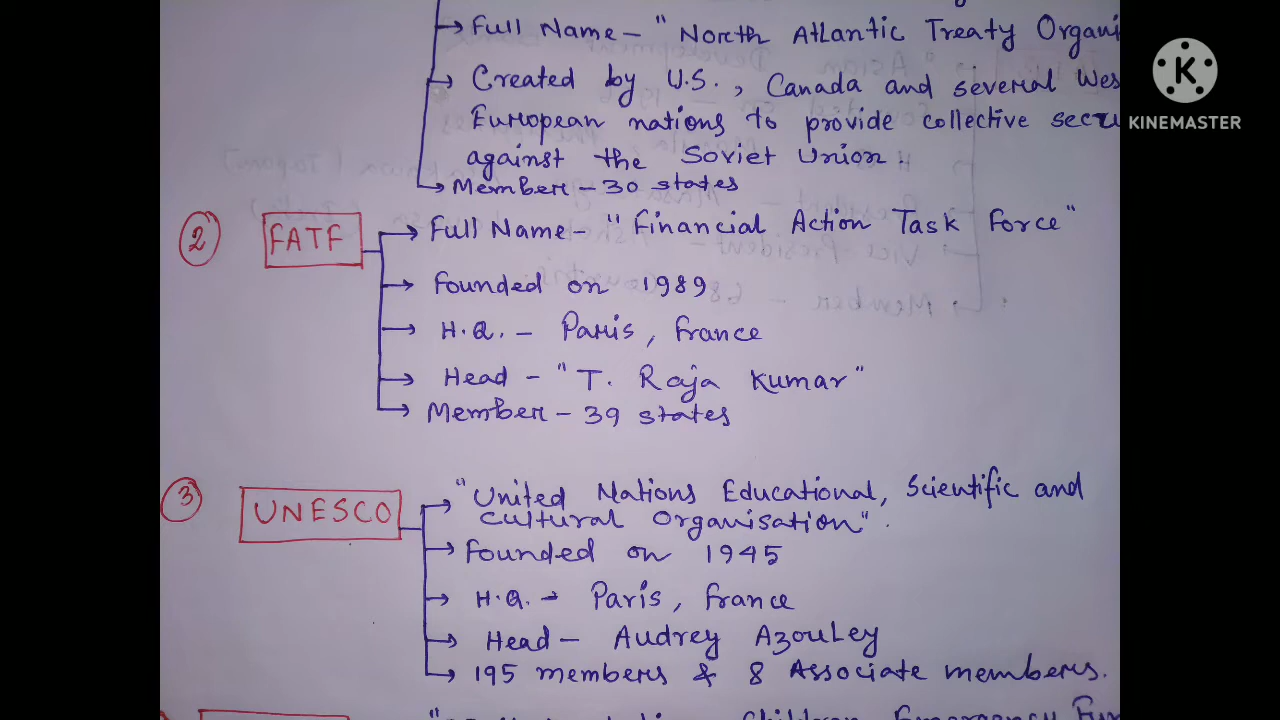 Full Name - "North Atlantic Treaty Organi
Created by U.S., Canada and several Wes
European nations to provide collective secu
against the Soviet Union.
Member - 30 states
2 FATF Full Name - "Financial Action Task Force"
Founded on 1989
H.Q. - Paris, France
Head - "T. Raja Kumar"
Member - 39 states
3 UNESCO "United Nations Educational, Scientific and
Cultural Organisation".
Founded on 1945
H.Q. - Paris, France
Head - Audrey Azouley
195 members & 8 Associate members.
Children Emergency Fun
K
KINEMASTER